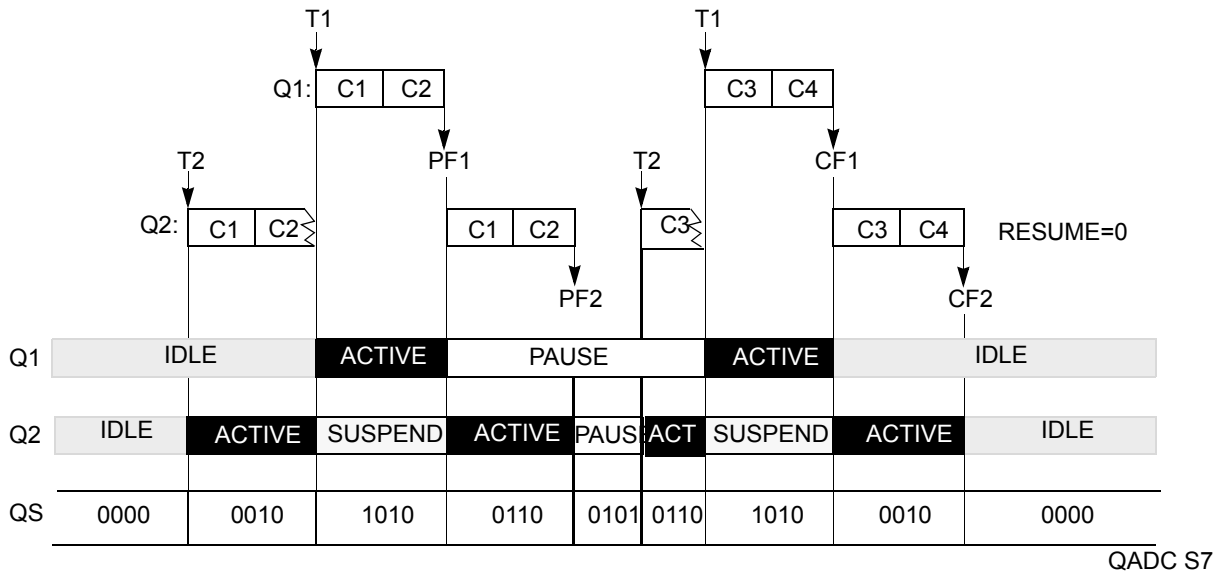 T1 T1
Q1: C1 C2 C3 C4
T2 PF1 T2 CF1
Q2: C1 C2 C1 C2 C3 C3 C4 RESUME=0
PF2 CF2
Q1 IDLE ACTIVE PAUSE ACTIVE IDLE
Q2 IDLE ACTIVE SUSPEND ACTIVE PAUS ACT SUSPEND ACTIVE IDLE
QS 0000 0010 1010 0110 0101 0110 1010 0010 0000
QADC S7